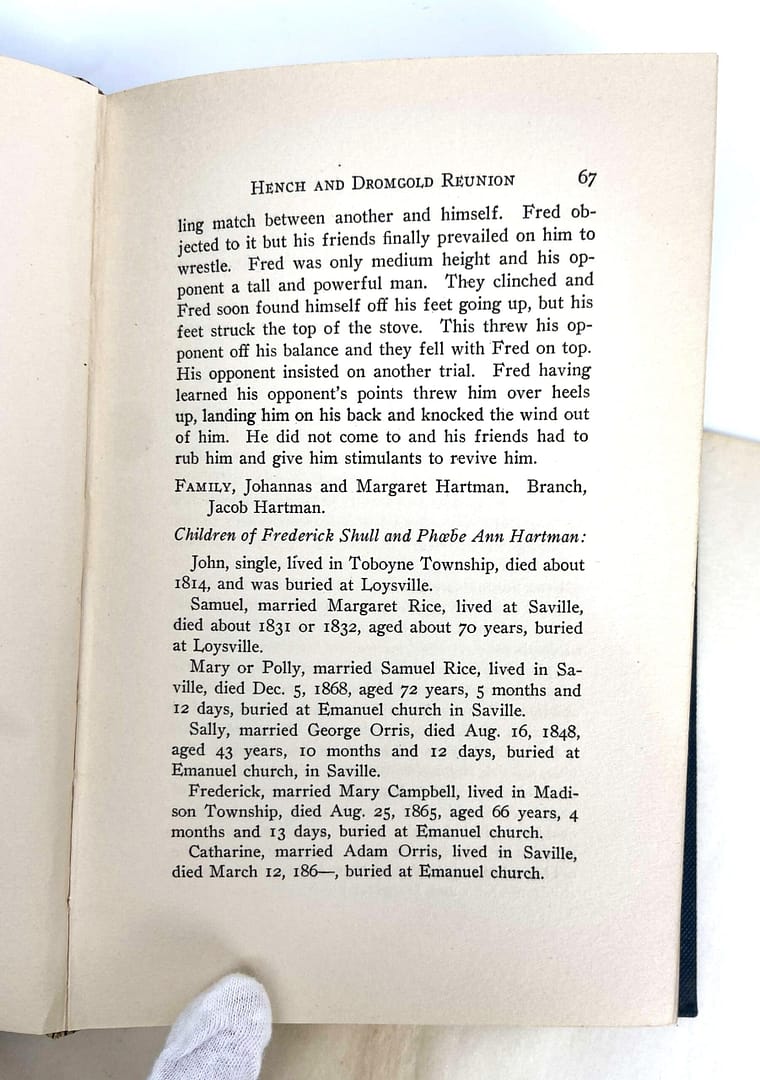 HENCH AND DROMGOLD REUNION 67
ling match between another and himself. Fred ob-
jected to it but his friends finally prevailed on him to
wrestle. Fred was only medium height and his op-
ponent a tall and powerful man. They clinched and
Fred soon found himself off his feet going up, but his
feet struck the top of the stove. This threw his op-
ponent off his balance and they fell with Fred on top.
His opponent insisted on another trial. Fred having
learned his opponent's points threw him over heels
up, landing him on his back and knocked the wind out
of him. He did not come to and his friends had to
rub him and give him stimulants to revive him.
FAMILY, Johannas and Margaret Hartman. Branch,
Jacob Hartman.
Children of Frederick Shull and Phœbe Ann Hartman:
John, single, lived in Toboyne Township, died about
1814, and was buried at Loysville.
Samuel, married Margaret Rice, lived at Saville,
died about 1831 or 1832, aged about 70 years, buried
at Loysville.
Mary or Polly, married Samuel Rice, lived in Sa-
ville, died Dec. 5, 1868, aged 72 years, 5 months and
12 days, buried at Emanuel church in Saville.
Sally, married George Orris, died Aug. 16, 1848,
aged 43 years, 10 months and 12 days, buried at
Emanuel church, in Saville.
Frederick, married Mary Campbell, lived in Madi-
son Township, died Aug. 25, 1865, aged 66 years, 4
months and 13 days, buried at Emanuel church.
Catharine, married Adam Orris, lived in Saville,
died March 12, 186—, buried at Emanuel church.